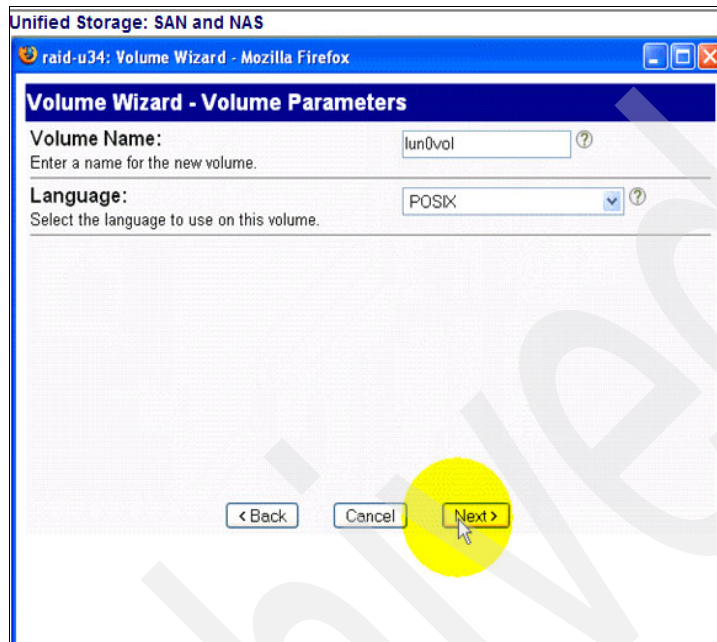 Unified Storage: SAN and NAS
raid-u34: Volume Wizard - Mozilla Firefox
Volume Wizard - Volume Parameters
Volume Name:
Enter a name for the new volume.
lun0vol
?
Language:
Select the language to use on this volume.
POSIX
?
< Back
Cancel
Next >